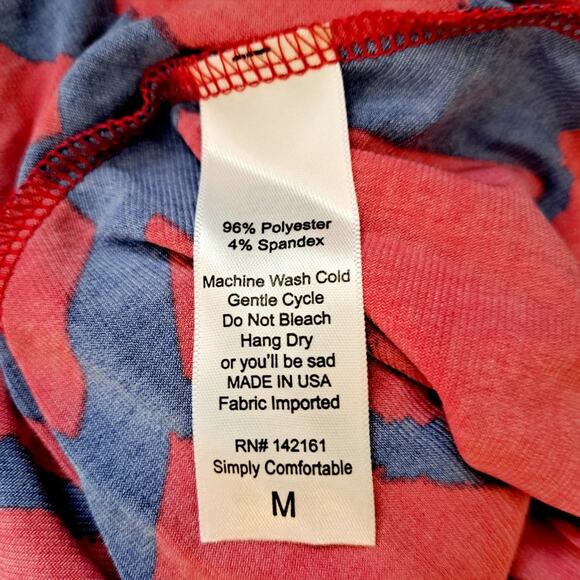 96% Polyester
4% Spandex
Machine Wash Cold
Gentle Cycle
Do Not Bleach
Hang Dry
or you'll be sad
MADE IN USA
Fabric Imported
RN# 142161
Simply Comfortable
M